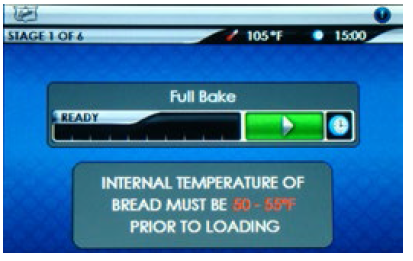 STAGE 1 OF 6
105 °F
15:00
Full Bake
READY
INTERNAL TEMPERATURE OF
BREAD MUST BE 50 - 55°F
PRIOR TO LOADING